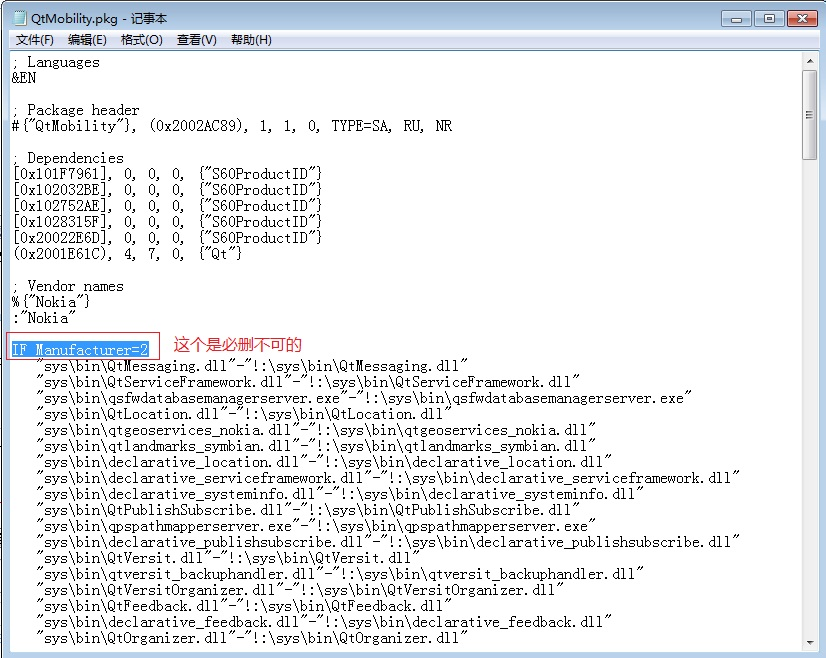 QtMobility.pkg - 记事本
文件(F) 编辑(E) 格式(O) 查看(V) 帮助(H)
; Languages
&EN
; Package header
#{"QtMobility"}, (0x2002AC89), 1, 1, 0, TYPE=SA, RU, NR
; Dependencies
[0x101F7961], 0, 0, 0, {"S60ProductID"}
[0x102032BE], 0, 0, 0, {"S60ProductID"}
[0x102752AE], 0, 0, 0, {"S60ProductID"}
[0x1028315F], 0, 0, 0, {"S60ProductID"}
[0x20022E6D], 0, 0, 0, {"S60ProductID"}
(0x2001E61C), 4, 7, 0, {"Qt"}
; Vendor names
%{"Nokia"}
:"Nokia"
IF Manufacturer=2 这个是必删不可的
"sys\bin\QtMessaging.dll"-"!:\sys\bin\QtMessaging.dll"
"sys\bin\QtServiceFramework.dll"-"!:\sys\bin\QtServiceFramework.dll"
"sys\bin\qsfwdatabasemanagerserver.exe"-"!:\sys\bin\qsfwdatabasemanagerserver.exe"
"sys\bin\QtLocation.dll"-"!:\sys\bin\QtLocation.dll"
"sys\bin\qtgeoservices_nokia.dll"-"!:\sys\bin\qtgeoservices_nokia.dll"
"sys\bin\qtlandmarks_symbian.dll"-"!:\sys\bin\qtlandmarks_symbian.dll"
"sys\bin\declarative_location.dll"-"!:\sys\bin\declarative_location.dll"
"sys\bin\declarative_serviceframework.dll"-"!:\sys\bin\declarative_serviceframework.dll"
"sys\bin\declarative_systeminfo.dll"-"!:\sys\bin\declarative_systeminfo.dll"
"sys\bin\QtPublishSubscribe.dll"-"!:\sys\bin\QtPublishSubscribe.dll"
"sys\bin\qpspathmapperserver.exe"-"!:\sys\bin\qpspathmapperserver.exe"
"sys\bin\declarative_publishsubscribe.dll"-"!:\sys\bin\declarative_publishsubscribe.dll"
"sys\bin\QtVersit.dll"-"!:\sys\bin\QtVersit.dll"
"sys\bin\qtversit_backuphandler.dll"-"!:\sys\bin\qtversit_backuphandler.dll"
"sys\bin\QtVersitOrganizer.dll"-"!:\sys\bin\QtVersitOrganizer.dll"
"sys\bin\QtFeedback.dll"-"!:\sys\bin\QtFeedback.dll"
"sys\bin\declarative_feedback.dll"-"!:\sys\bin\declarative_feedback.dll"
"sys\bin\QtOrganizer.dll"-"!:\sys\bin\QtOrganizer.dll"